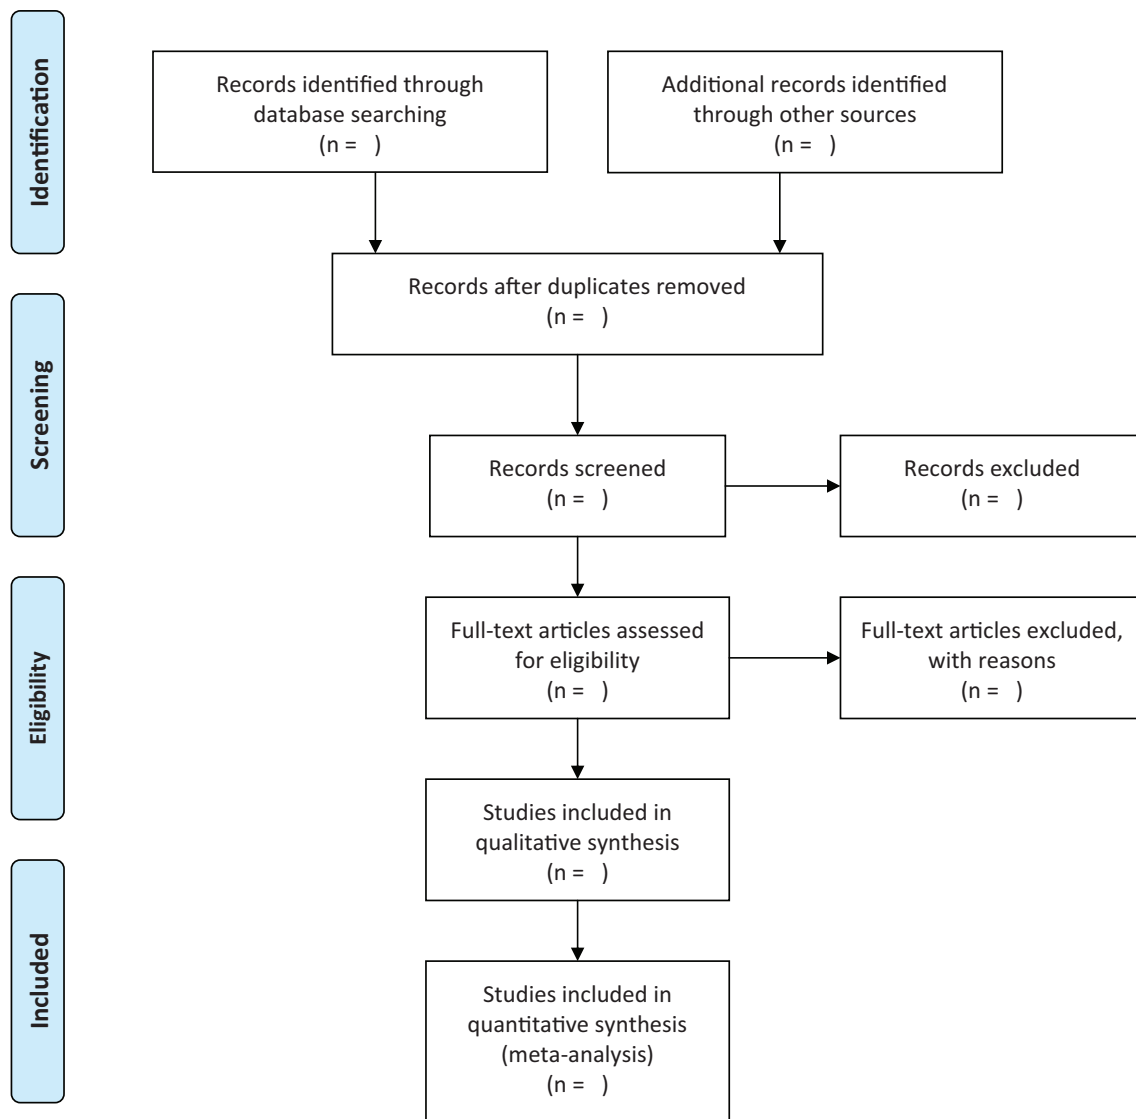 Identification
Records identified through
database searching
(n =   )
Additional records identified
through other sources
(n =   )
Records after duplicates removed
(n =   )
Screening
Records screened
(n =   )
Records excluded
(n =   )
Eligibility
Full-text articles assessed
for eligibility
(n =   )
Full-text articles excluded,
with reasons
(n =   )
Studies included in
qualitative synthesis
(n =   )
Included
Studies included in
quantitative synthesis
(meta-analysis)
(n =   )